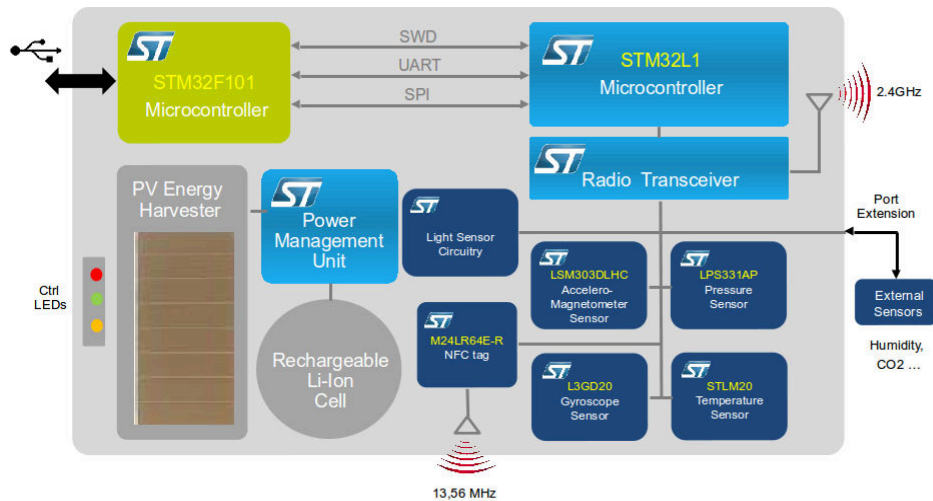 ST
STM32F101
Microcontroller
SWD
UART
SPI
ST
STM32L1
Microcontroller
2.4GHz
ST
Radio Transceiver
PV Energy
Harvester
ST
Power
Management
Unit
ST
Light Sensor
Circuitry
Port
Extension
ST
LSM303DLHC
Accelero-
Magnetometer
Sensor
ST
LPS331AP
Pressure
Sensor
External
Sensors
Humidity,
CO2 ...
Ctrl
LEDs
Rechargeable
Li-Ion
Cell
ST
M24LR64E-R
NFC tag
ST
L3GD20
Gyroscope
Sensor
ST
STLM20
Temperature
Sensor
13,56 MHz